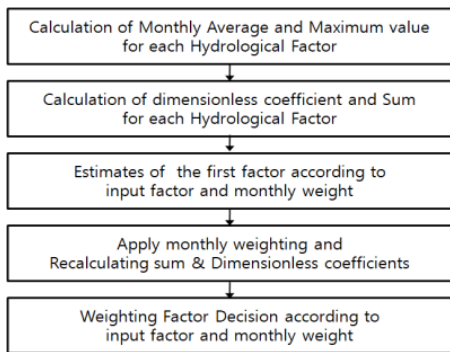 Calculation of Monthly Average and Maximum value
for each Hydrological Factor
Calculation of dimensionless coefficient and Sum
for each Hydrological Factor
Estimates of the first factor according to
input factor and monthly weight
Apply monthly weighting and
Recalculating sum & Dimensionless coefficients
Weighting Factor Decision according to
input factor and monthly weight